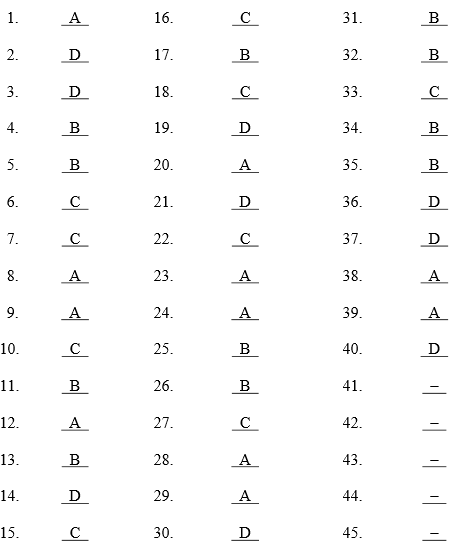 1. A 16. C 31. B
2. D 17. B 32. B
3. D 18. C 33. C
4. B 19. D 34. B
5. B 20. A 35. B
6. C 21. D 36. D
7. C 22. C 37. D
8. A 23. A 38. A
9. A 24. A 39. A
10. C 25. B 40. D
11. B 26. B 41. –
12. A 27. C 42. –
13. B 28. A 43. –
14. D 29. A 44. –
15. C 30. D 45. –